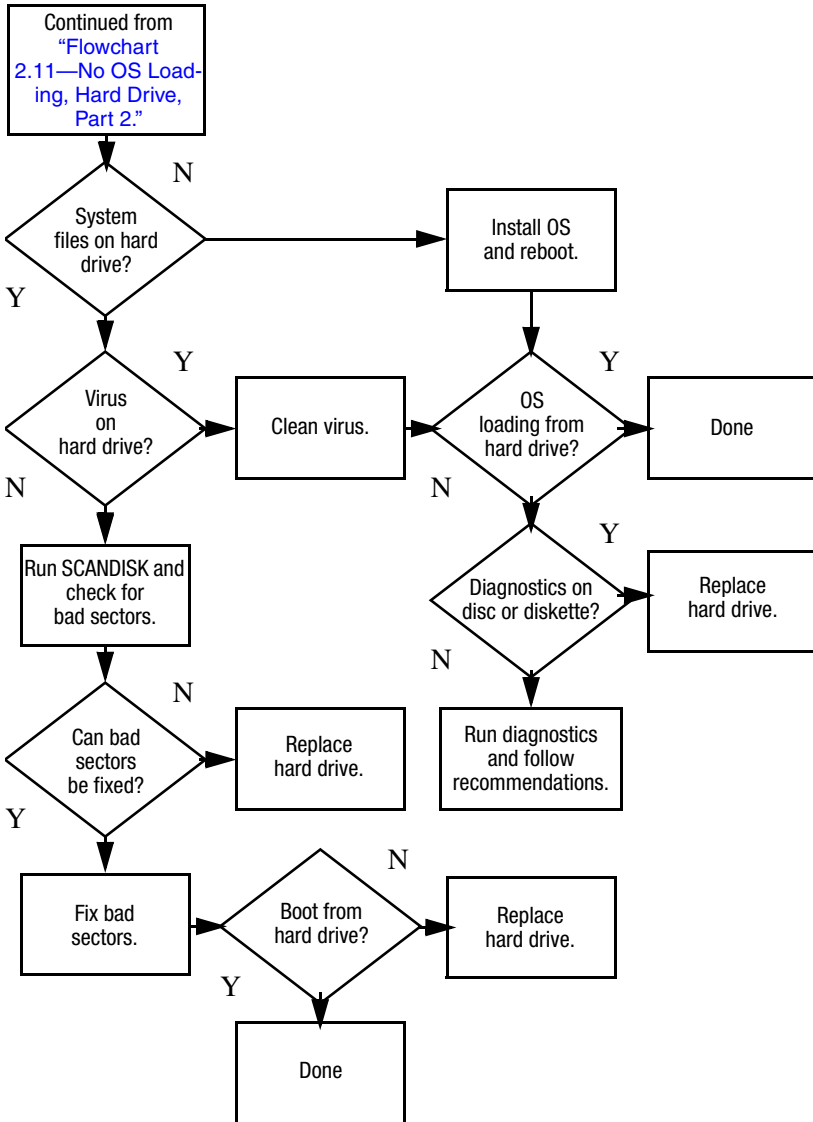 Continued from
“Flowchart
2.11—No OS Load-
ing, Hard Drive,
Part 2.”
N
System
files on hard
drive?
Install OS
and reboot.
Y
Y
Virus
on
hard drive?
Clean virus.
Y
OS
loading from
hard drive?
Done
N
N
Run SCANDISK and
check for
bad sectors.
Y
Diagnostics on
disc or diskette?
Replace
hard drive.
N
N
Can bad
sectors
be fixed?
Replace
hard drive.
Run diagnostics
and follow
recommendations.
Y
Fix bad
sectors.
N
Boot from
hard drive?
Replace
hard drive.
Y
Done